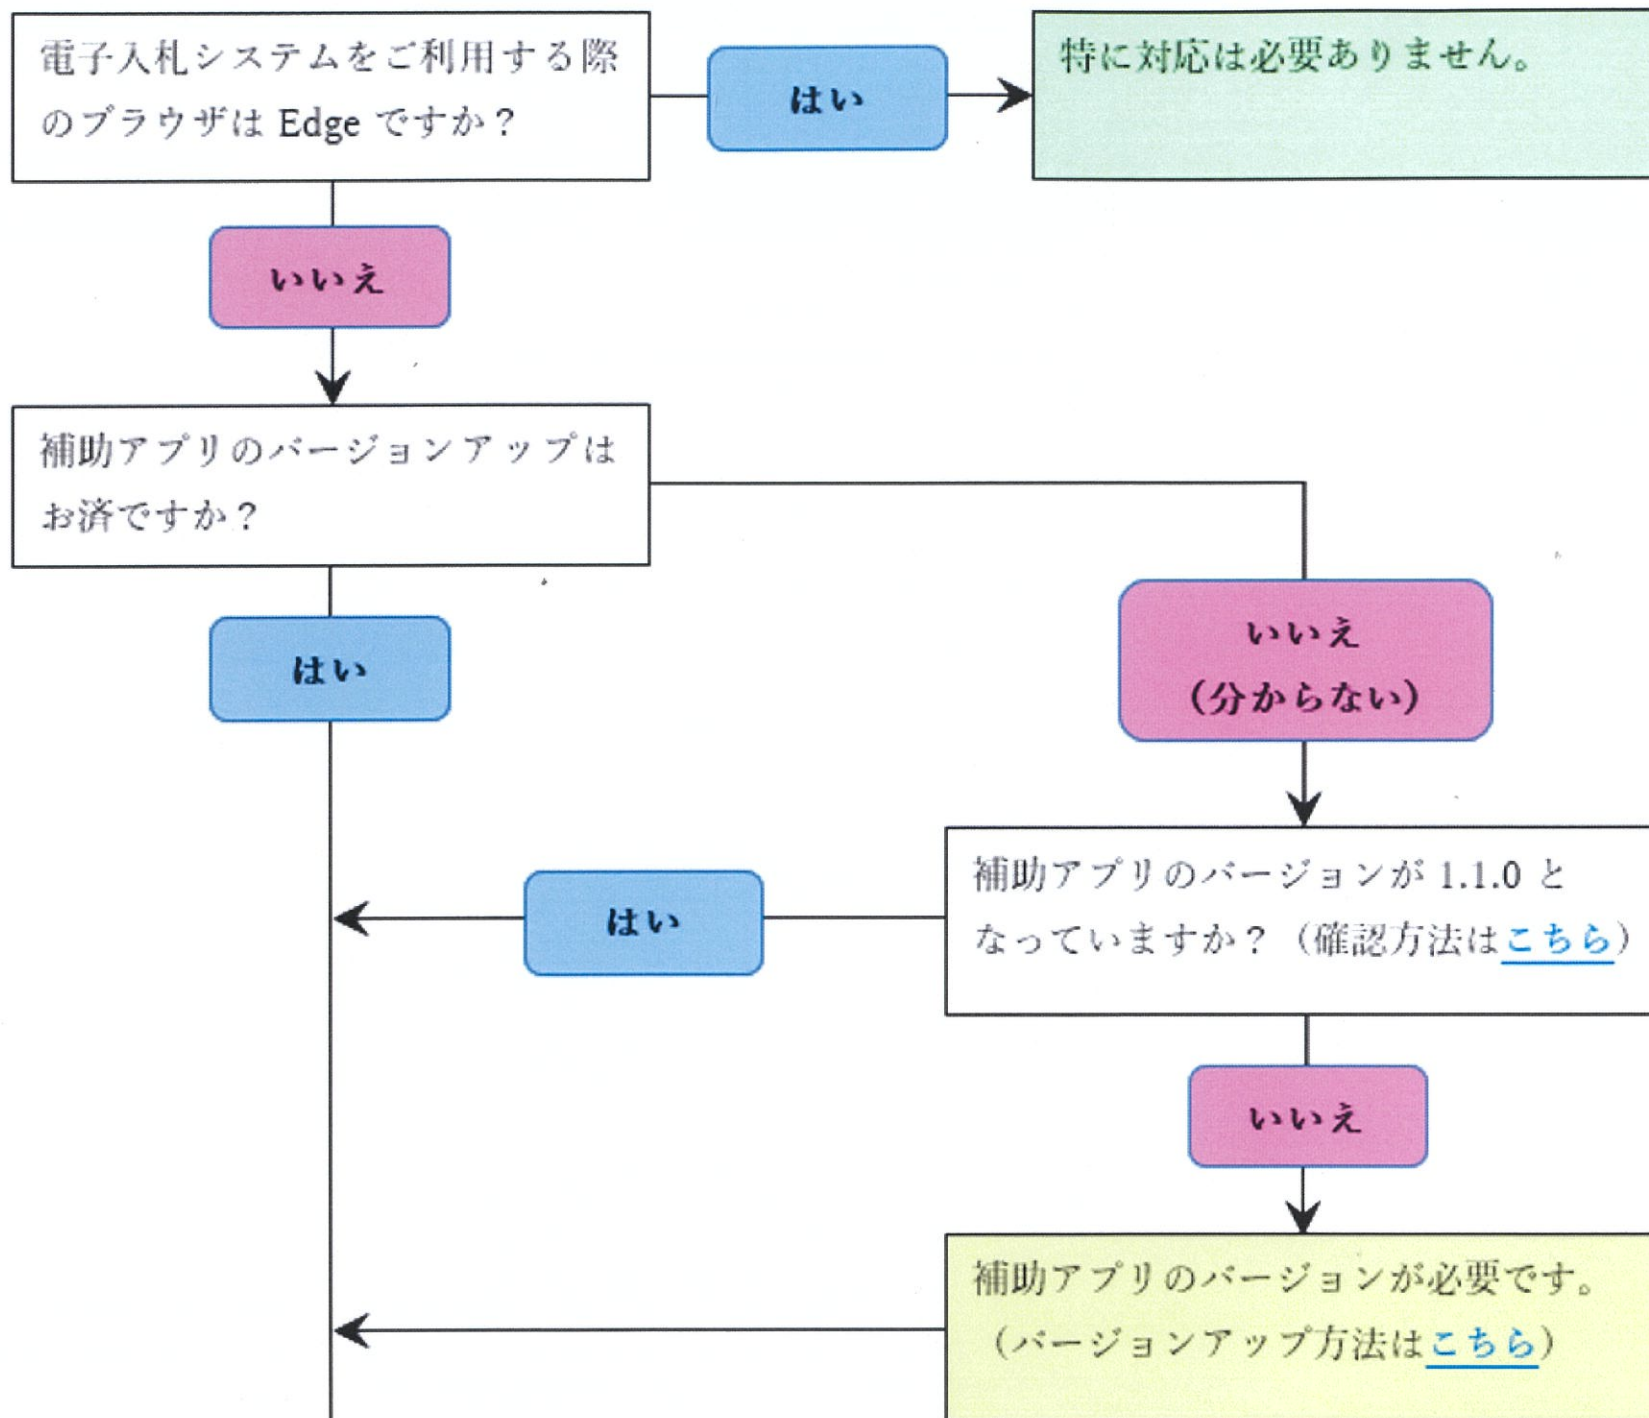 電子入札システムをご利用する際
のブラウザは Edge ですか？
はい
特に対応は必要ありません。
いいえ
補助アプリのバージョンアップは
お済ですか？
はい
いいえ
（分からない）
補助アプリのバージョンが 1.1.0 と
なっていますか？（確認方法はこちら）
はい
いいえ
補助アプリのバージョンが必要です。
（バージョンアップ方法はこちら）